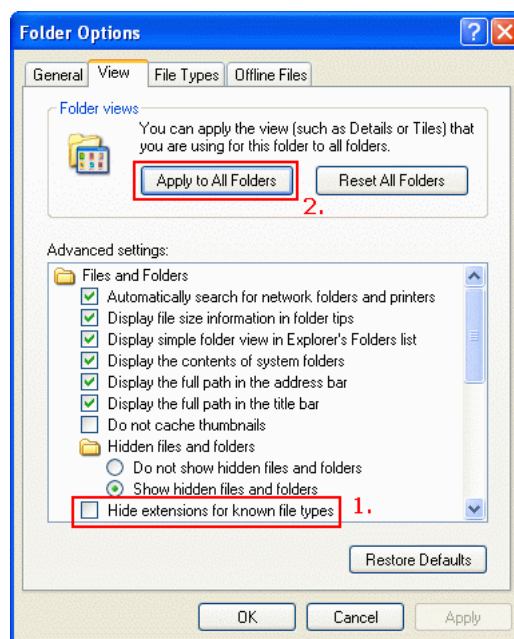 Folder Options
General View File Types Offline Files
Folder views
You can apply the view (such as Details or Tiles) that
you are using for this folder to all folders.
Apply to All Folders Reset All Folders
2.
Advanced settings:
Files and Folders
Automatically search for network folders and printers
Display file size information in folder tips
Display simple folder view in Explorer's Folders list
Display the contents of system folders
Display the full path in the address bar
Display the full path in the title bar
Do not cache thumbnails
Hidden files and folders
Do not show hidden files and folders
Show hidden files and folders
Hide extensions for known file types 1.
Restore Defaults
OK Cancel Apply